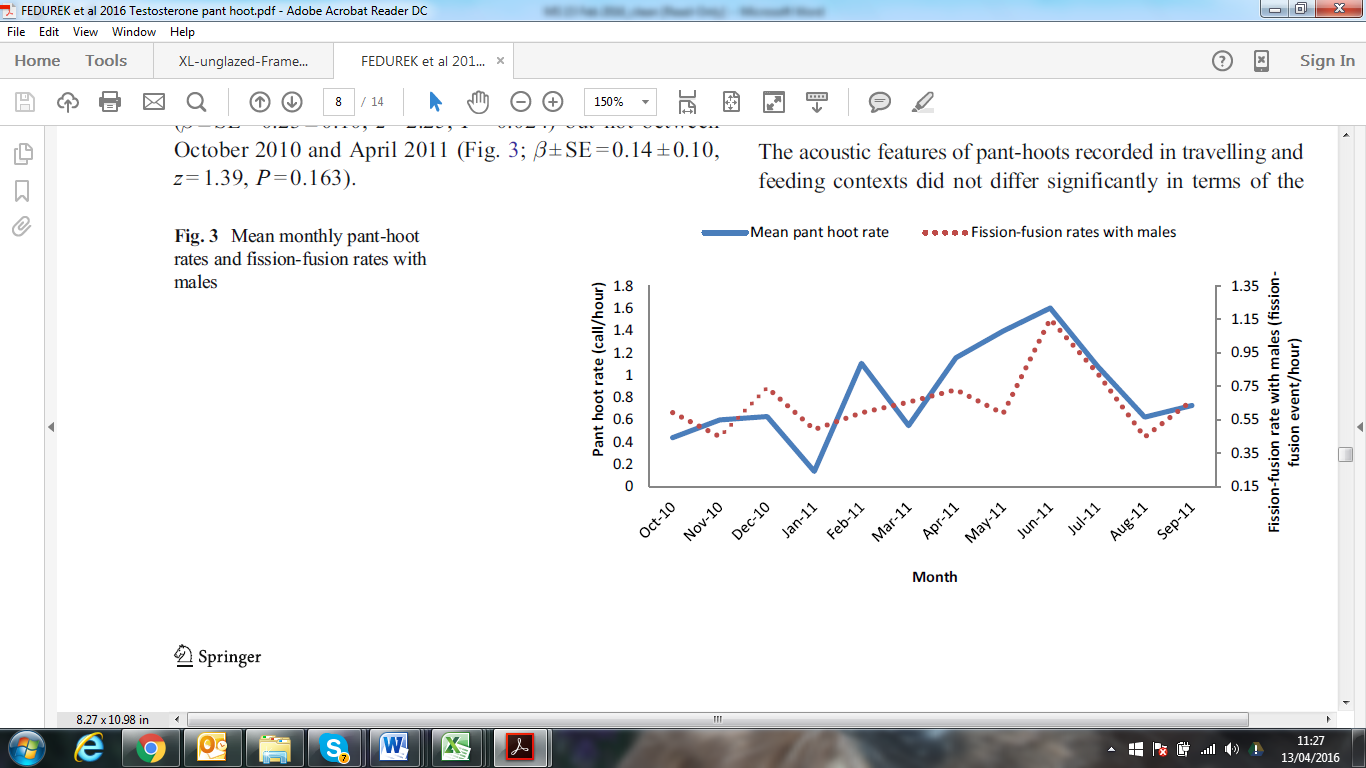 FEDUREK et al 2016 Testosterone pant hoot.pdf - Adobe Acrobat Reader DC
File Edit View Window Help
Home Tools XL-unglazed-Frame... FEDUREK et al 201... ×
Sign In
8 / 14
150%
October 2010 and April 2011 (Fig. 3; β±SE=0.14±0.10,
z=1.39, P=0.163).
The acoustic features of pant-hoots recorded in travelling and
feeding contexts did not differ significantly in terms of the
Fig. 3 Mean monthly pant-hoot
rates and fission-fusion rates with
males
Mean pant hoot rate
Fission-fusion rates with males
Pant hoot rate (call/hour)
1.8
1.6
1.4
1.2
1
0.8
0.6
0.4
0.2
0
1.35
1.15
0.95
0.75
0.55
0.35
0.15
Fission-fusion rate with males (fission-
fusion event/hour)
Oct-10
Nov-10
Dec-10
Jan-11
Feb-11
Mar-11
Apr-11
May-11
Jun-11
Jul-11
Aug-11
Sep-11
Month
Springer
8.27 x 10.98 in
7
11:27
13/04/2016